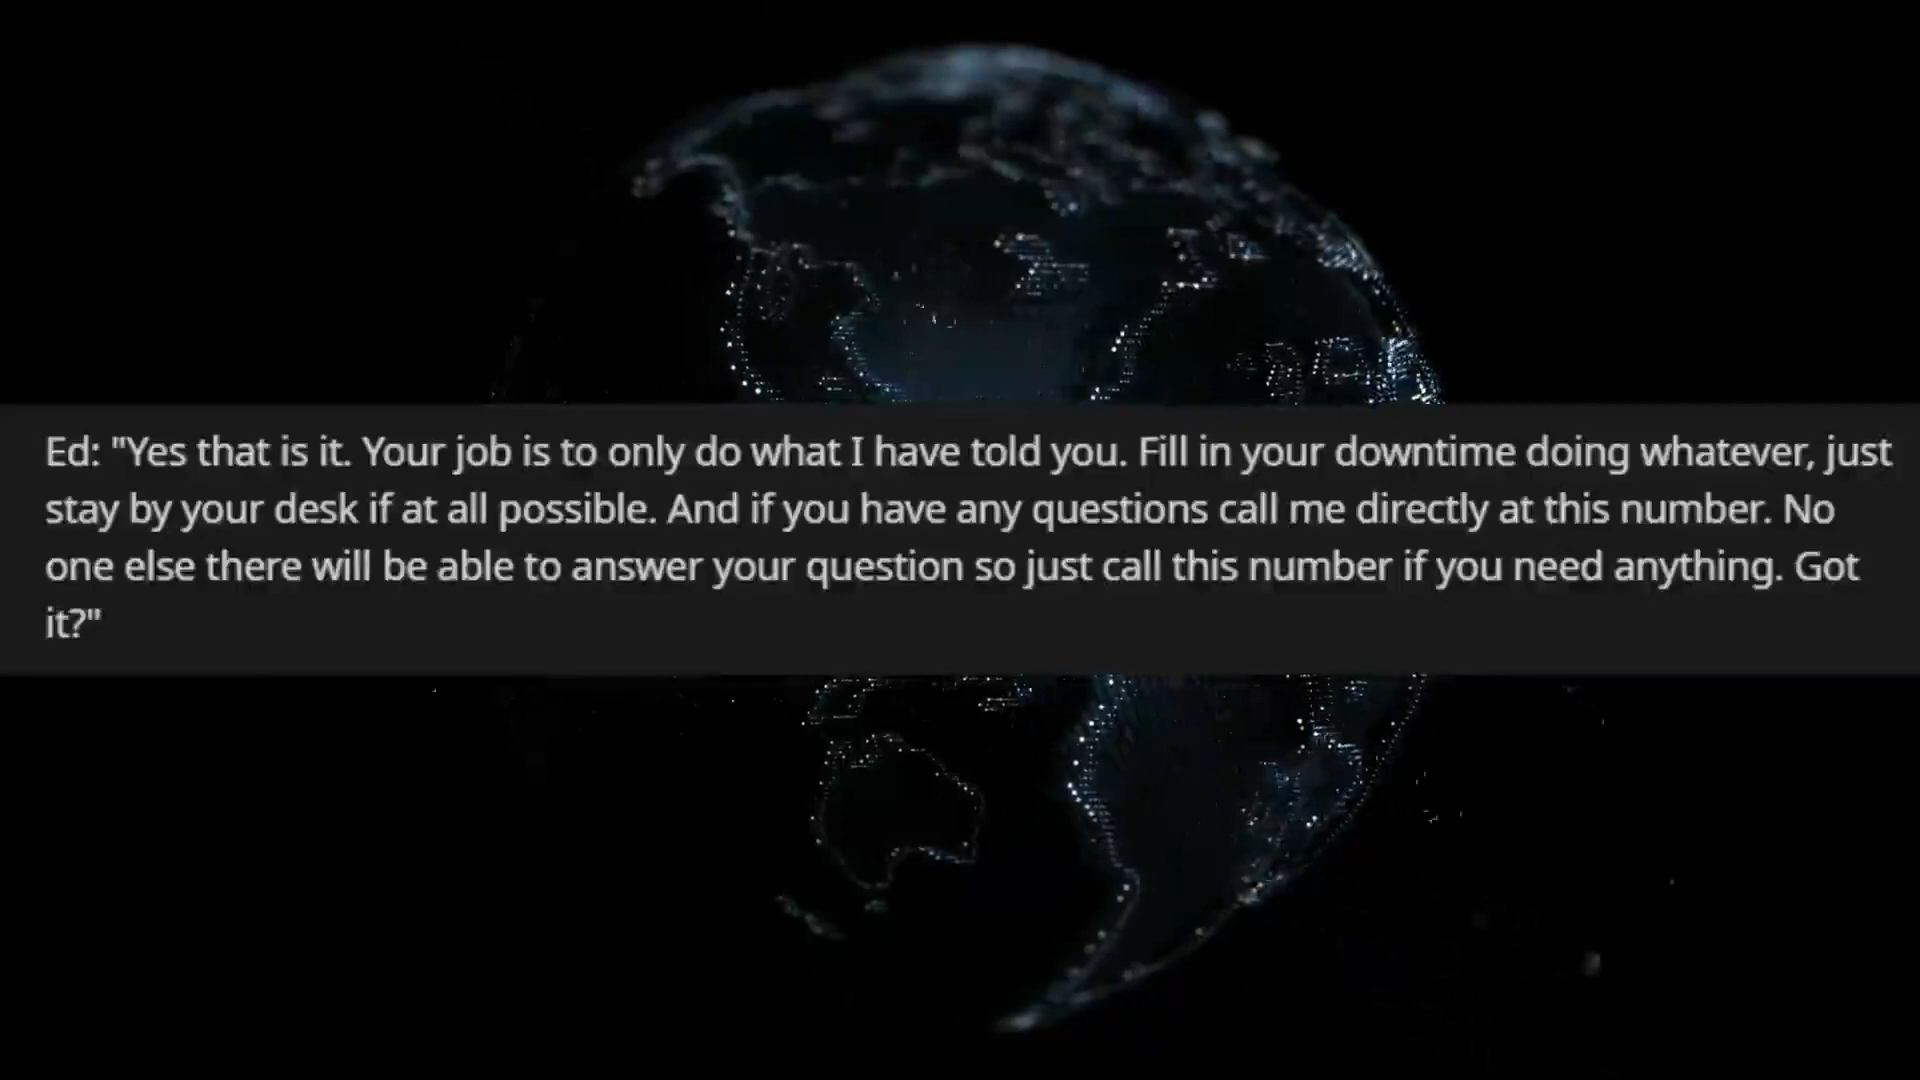 Ed: "Yes that is it. Your job is to only do what I have told you. Fill in your downtime doing whatever, just
stay by your desk if at all possible. And if you have any questions call me directly at this number. No
one else there will be able to answer your question so just call this number if you need anything. Got
it?"